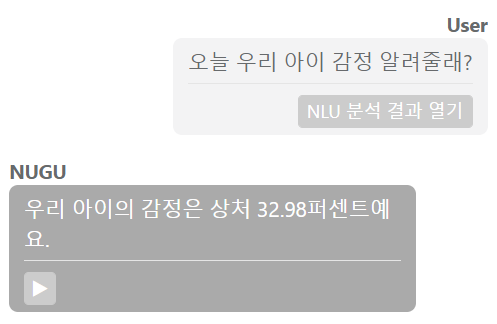 User
오늘 우리 아이 감정 알려줄래?
NLU 분석 결과 열기
NUGU
우리 아이의 감정은 상처 32.98퍼센트예
요.